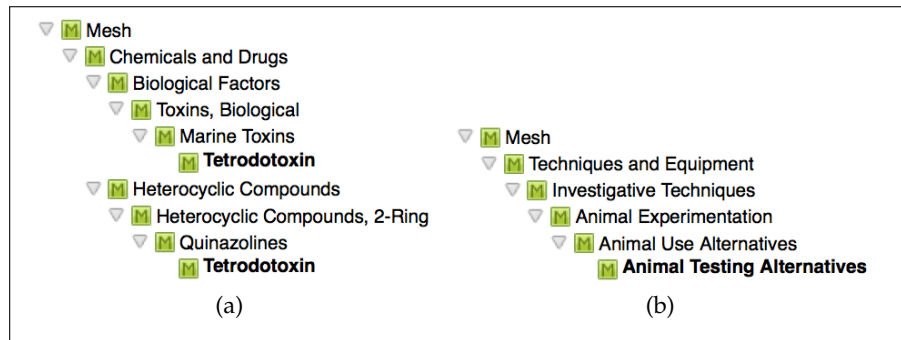 Mesh
Chemicals and Drugs
Biological Factors
Toxins, Biological
Marine Toxins
Tetrodotoxin
Heterocyclic Compounds
Heterocyclic Compounds, 2-Ring
Quinazolines
Tetrodotoxin
(a)
Mesh
Techniques and Equipment
Investigative Techniques
Animal Experimentation
Animal Use Alternatives
Animal Testing Alternatives
(b)